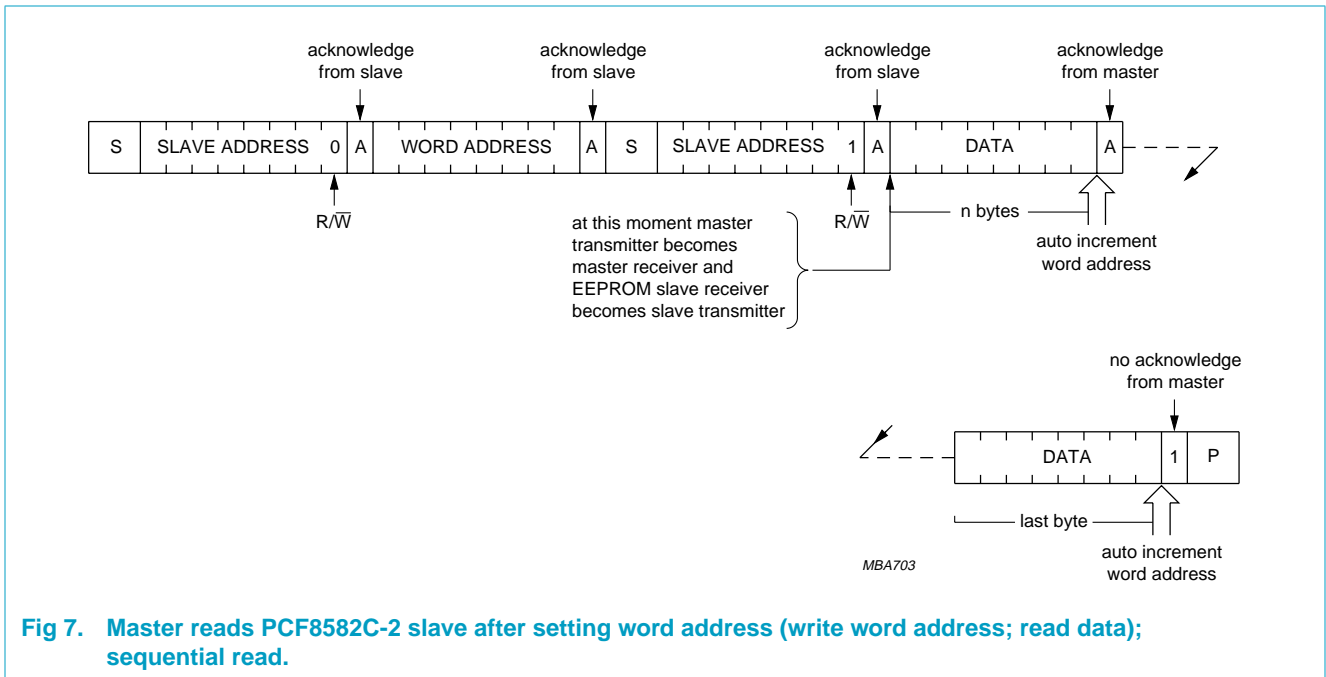 acknowledge
from slave
acknowledge
from slave
acknowledge
from slave
acknowledge
from master
S SLAVE ADDRESS 0 A WORD ADDRESS A S SLAVE ADDRESS 1 A DATA A
R/W̅
R/W̅
n bytes
at this moment master
transmitter becomes
master receiver and
EEPROM slave receiver
becomes slave transmitter
auto increment
word address
no acknowledge
from master
DATA 1 P
last byte
auto increment
word address
MBA703
Fig 7. Master reads PCF8582C-2 slave after setting word address (write word address; read data);
sequential read.